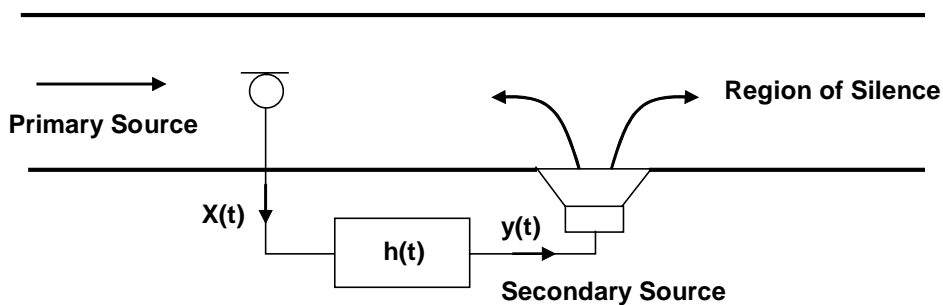 Region of Silence
Primary Source
X(t)
h(t)
y(t)
Secondary Source